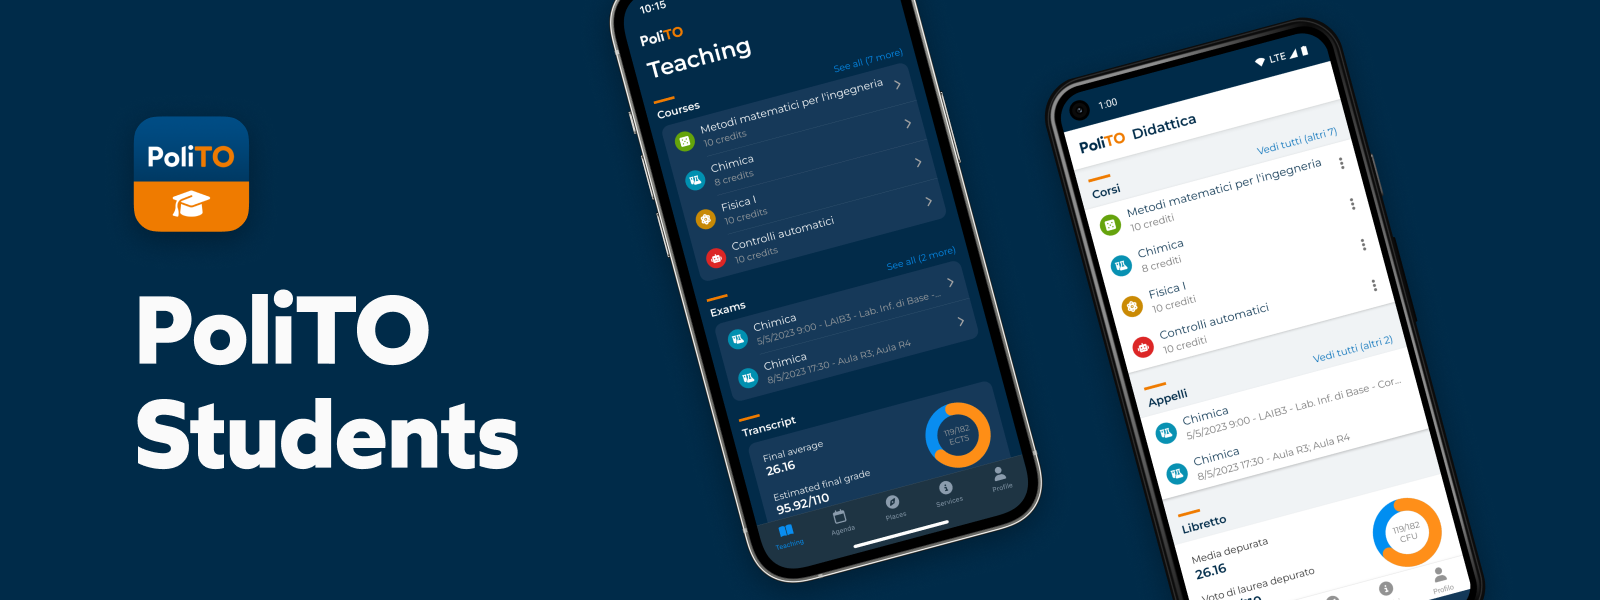 PoliTO
PoliTO
Students
10:15
PoliTO
Teaching
See all (7 more)
Courses
Metodi matematici per l'ingegneria
10 credits
Chimica
8 credits
Fisica I
10 credits
Controlli automatici
10 credits
See all (2 more)
Exams
Chimica
5/5/2023 9:00 - LAIB3 - Lab. Inf. di Base -...
Chimica
8/5/2023 17:30 - Aula R3; Aula R4
Transcript
Final average
26.16
119/182
ECTS
Estimated final grade
95.92/110
Teaching
Agenda
Places
Services
Profile
1:00
LTE
PoliTO Didattica
Vedi tutti (altri 7)
Corsi
Metodi matematici per l'ingegneria
10 crediti
Chimica
8 crediti
Fisica I
10 crediti
Controlli automatici
10 crediti
Vedi tutti (altri 2)
Appelli
Chimica
5/5/2023 9:00 - LAIB3 - Lab. Inf. di Base - Cor...
Chimica
8/5/2023 17:30 - Aula R3; Aula R4
Libretto
Media depurata
26.16
119/182
CFU
Voto di laurea depurato
Profilo